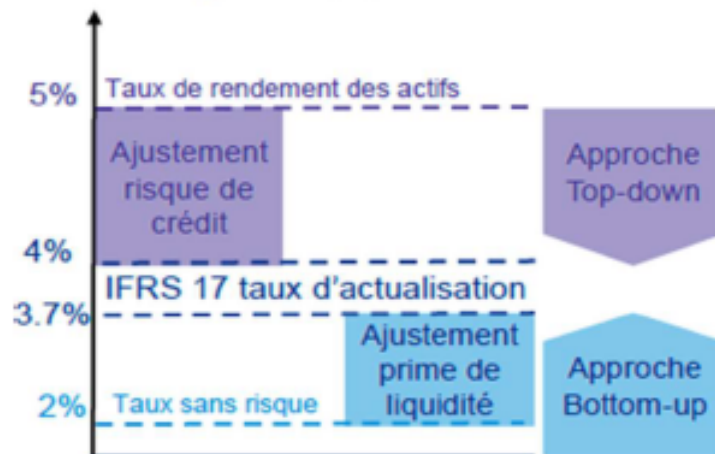 5%
Taux de rendement des actifs
Ajustement
risque de
crédit
Approche
Top-down
4%
IFRS 17 taux d'actualisation
3.7%
Ajustement
prime de
liquidité
Approche
Bottom-up
2%
Taux sans risque